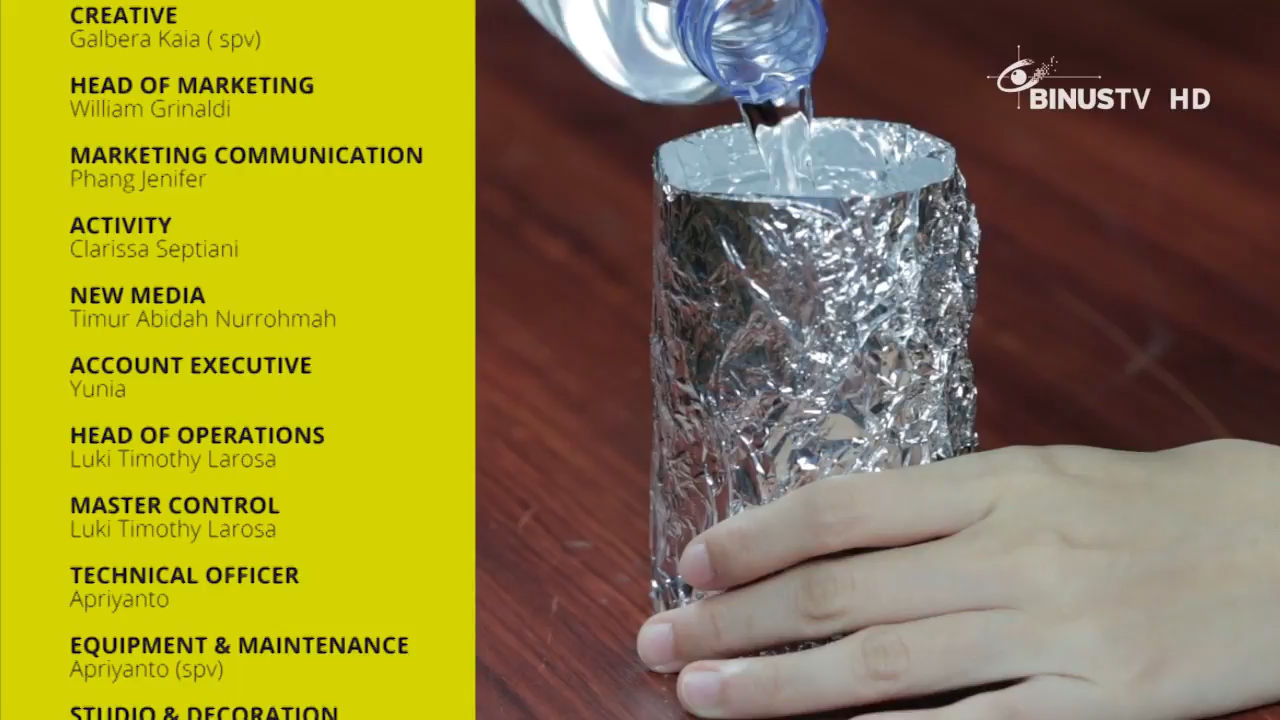 CREATIVE
Galbera Kaia ( spv)
HEAD OF MARKETING
William Grinaldi
MARKETING COMMUNICATION
Phang Jenifer
ACTIVITY
Clarissa Septiani
NEW MEDIA
Timur Abidah Nurrohmah
ACCOUNT EXECUTIVE
Yunia
HEAD OF OPERATIONS
Luki Timothy Larosa
MASTER CONTROL
Luki Timothy Larosa
TECHNICAL OFFICER
Apriyanto
EQUIPMENT & MAINTENANCE
Apriyanto (spv)
STUDIO & DECORATION
BINUSTV HD